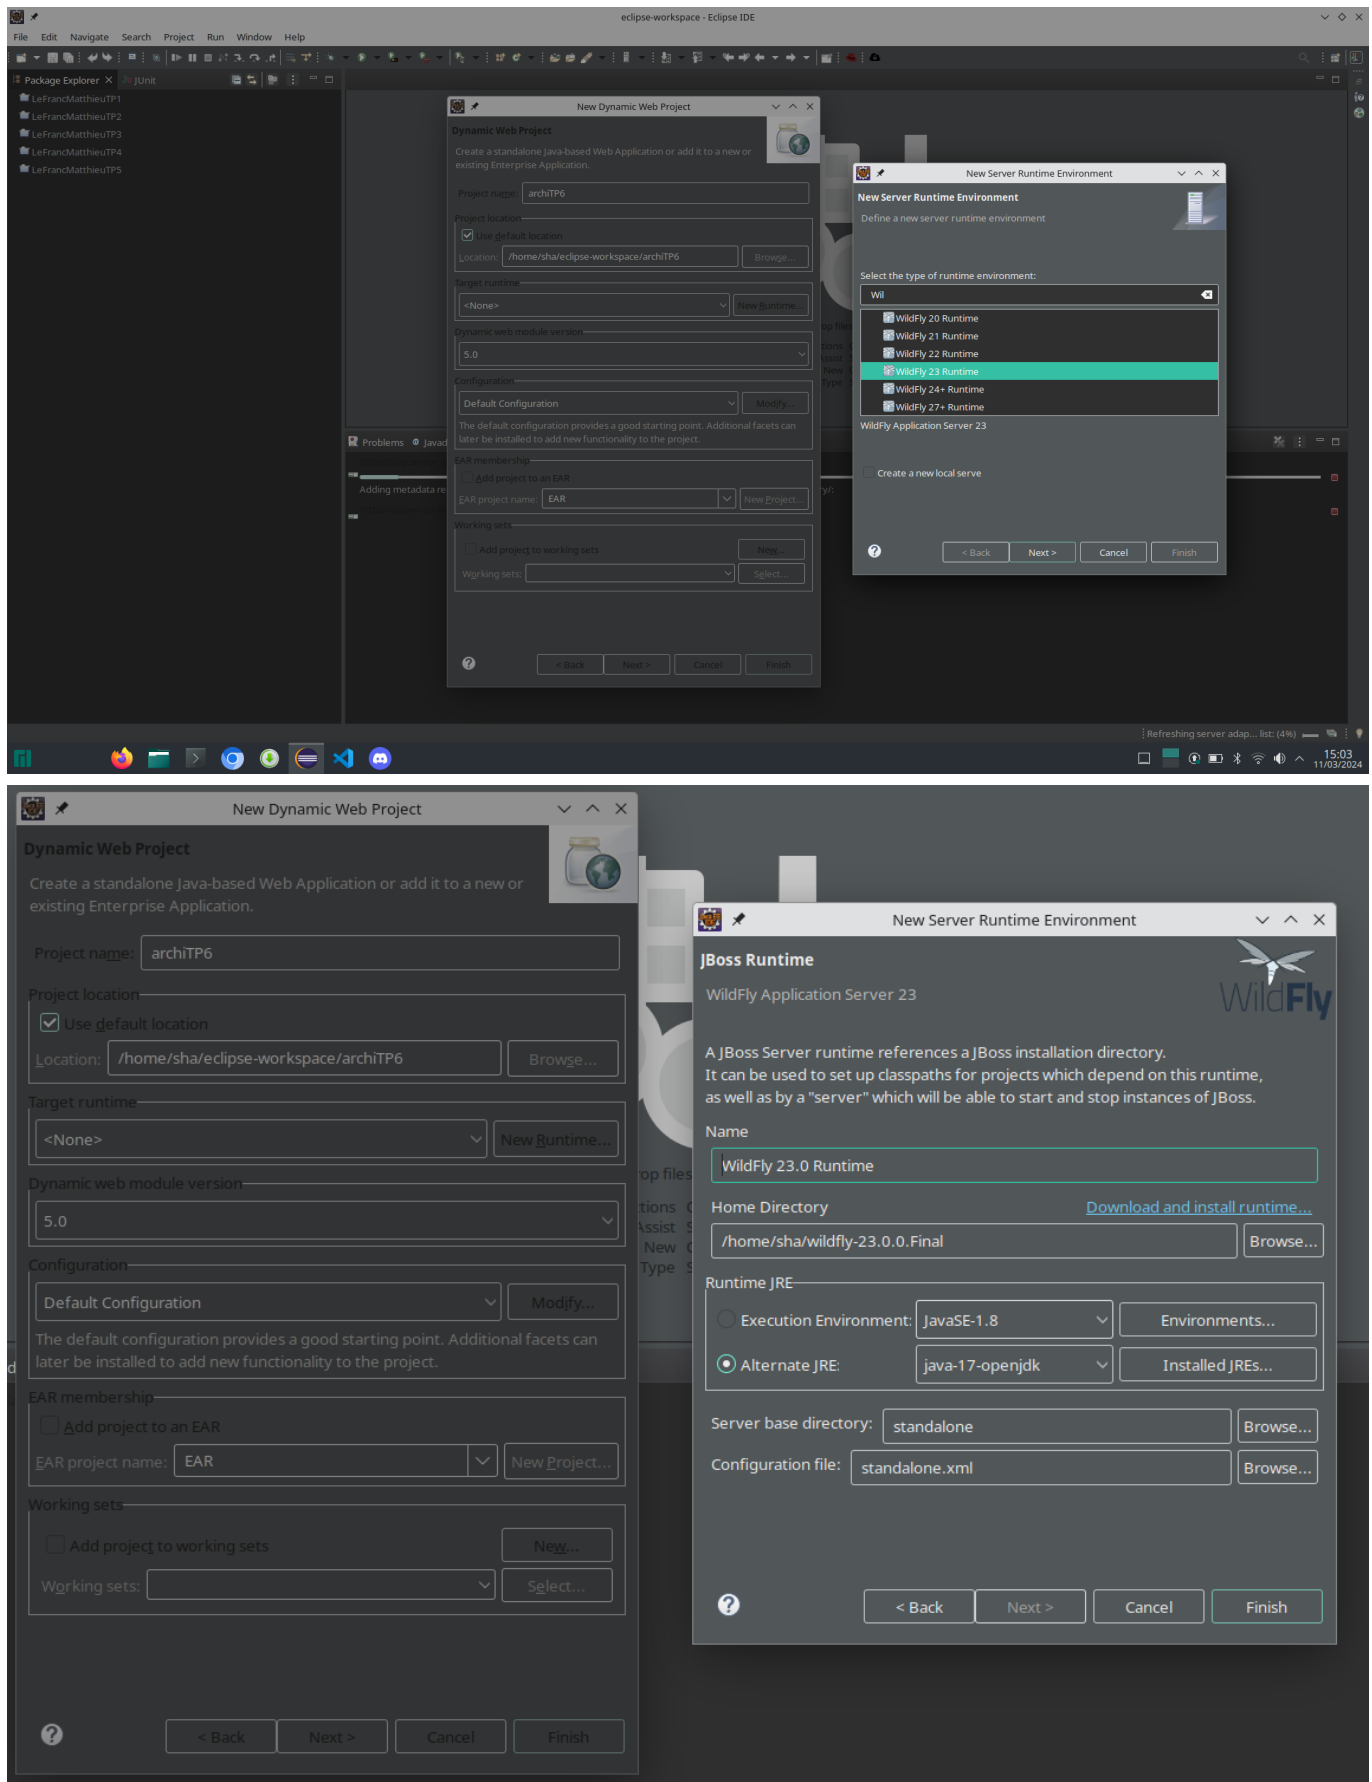 eclipse-workspace - Eclipse IDE
File Edit Navigate Search Project Run Window Help
Package Explorer JUnit
LeFrancMatthieuTP1
LeFrancMatthieuTP2
LeFrancMatthieuTP3
LeFrancMatthieuTP4
LeFrancMatthieuTP5
New Dynamic Web Project
Dynamic Web Project
Create a standalone Java-based Web Application or add it to a new or
existing Enterprise Application.
Project name: archiTP6
Project location
Use default location
Location: /home/sha/eclipse-workspace/archiTP6 Browse...
Target runtime
<None> New Runtime...
Dynamic web module version
5.0
Configuration
Default Configuration Modify...
The default configuration provides a good starting point. Additional facets can
later be installed to add new functionality to the project.
EAR membership
Add project to an EAR
EAR project name: EAR New Project...
Working sets
Add project to working sets New...
Working sets: Select...
< Back Next > Cancel Finish
New Server Runtime Environment
New Server Runtime Environment
Define a new server runtime environment
Select the type of runtime environment:
Wil
WildFly 20 Runtime
WildFly 21 Runtime
WildFly 22 Runtime
WildFly 23 Runtime
WildFly 24+ Runtime
WildFly 27+ Runtime
WildFly Application Server 23
Create a new local serve
< Back Next > Cancel Finish
op files
tions
Assist
New
Type
Problems Javad
Adding metadata re
ry/:
Refreshing server adap... list: (4%)
15:03
11/03/2024
New Dynamic Web Project
Dynamic Web Project
Create a standalone Java-based Web Application or add it to a new or
existing Enterprise Application.
Project name: archiTP6
Project location
Use default location
Location: /home/sha/eclipse-workspace/archiTP6 Browse...
Target runtime
<None> New Runtime...
Dynamic web module version
5.0
Configuration
Default Configuration Modify...
The default configuration provides a good starting point. Additional facets can
later be installed to add new functionality to the project.
EAR membership
Add project to an EAR
EAR project name: EAR New Project...
Working sets
Add project to working sets New...
Working sets: Select...
< Back Next > Cancel Finish
op files
tions
Assist
New
Type
New Server Runtime Environment
JBoss Runtime
WildFly Application Server 23
WildFly
A JBoss Server runtime references a JBoss installation directory.
It can be used to set up classpaths for projects which depend on this runtime,
as well as by a "server" which will be able to start and stop instances of JBoss.
Name
WildFly 23.0 Runtime
Home Directory Download and install runtime...
/home/sha/wildfly-23.0.0.Final Browse...
Runtime JRE
Execution Environment: JavaSE-1.8 Environments...
Alternate JRE: java-17-openjdk Installed JREs...
Server base directory: standalone Browse...
Configuration file: standalone.xml Browse...
< Back Next > Cancel Finish